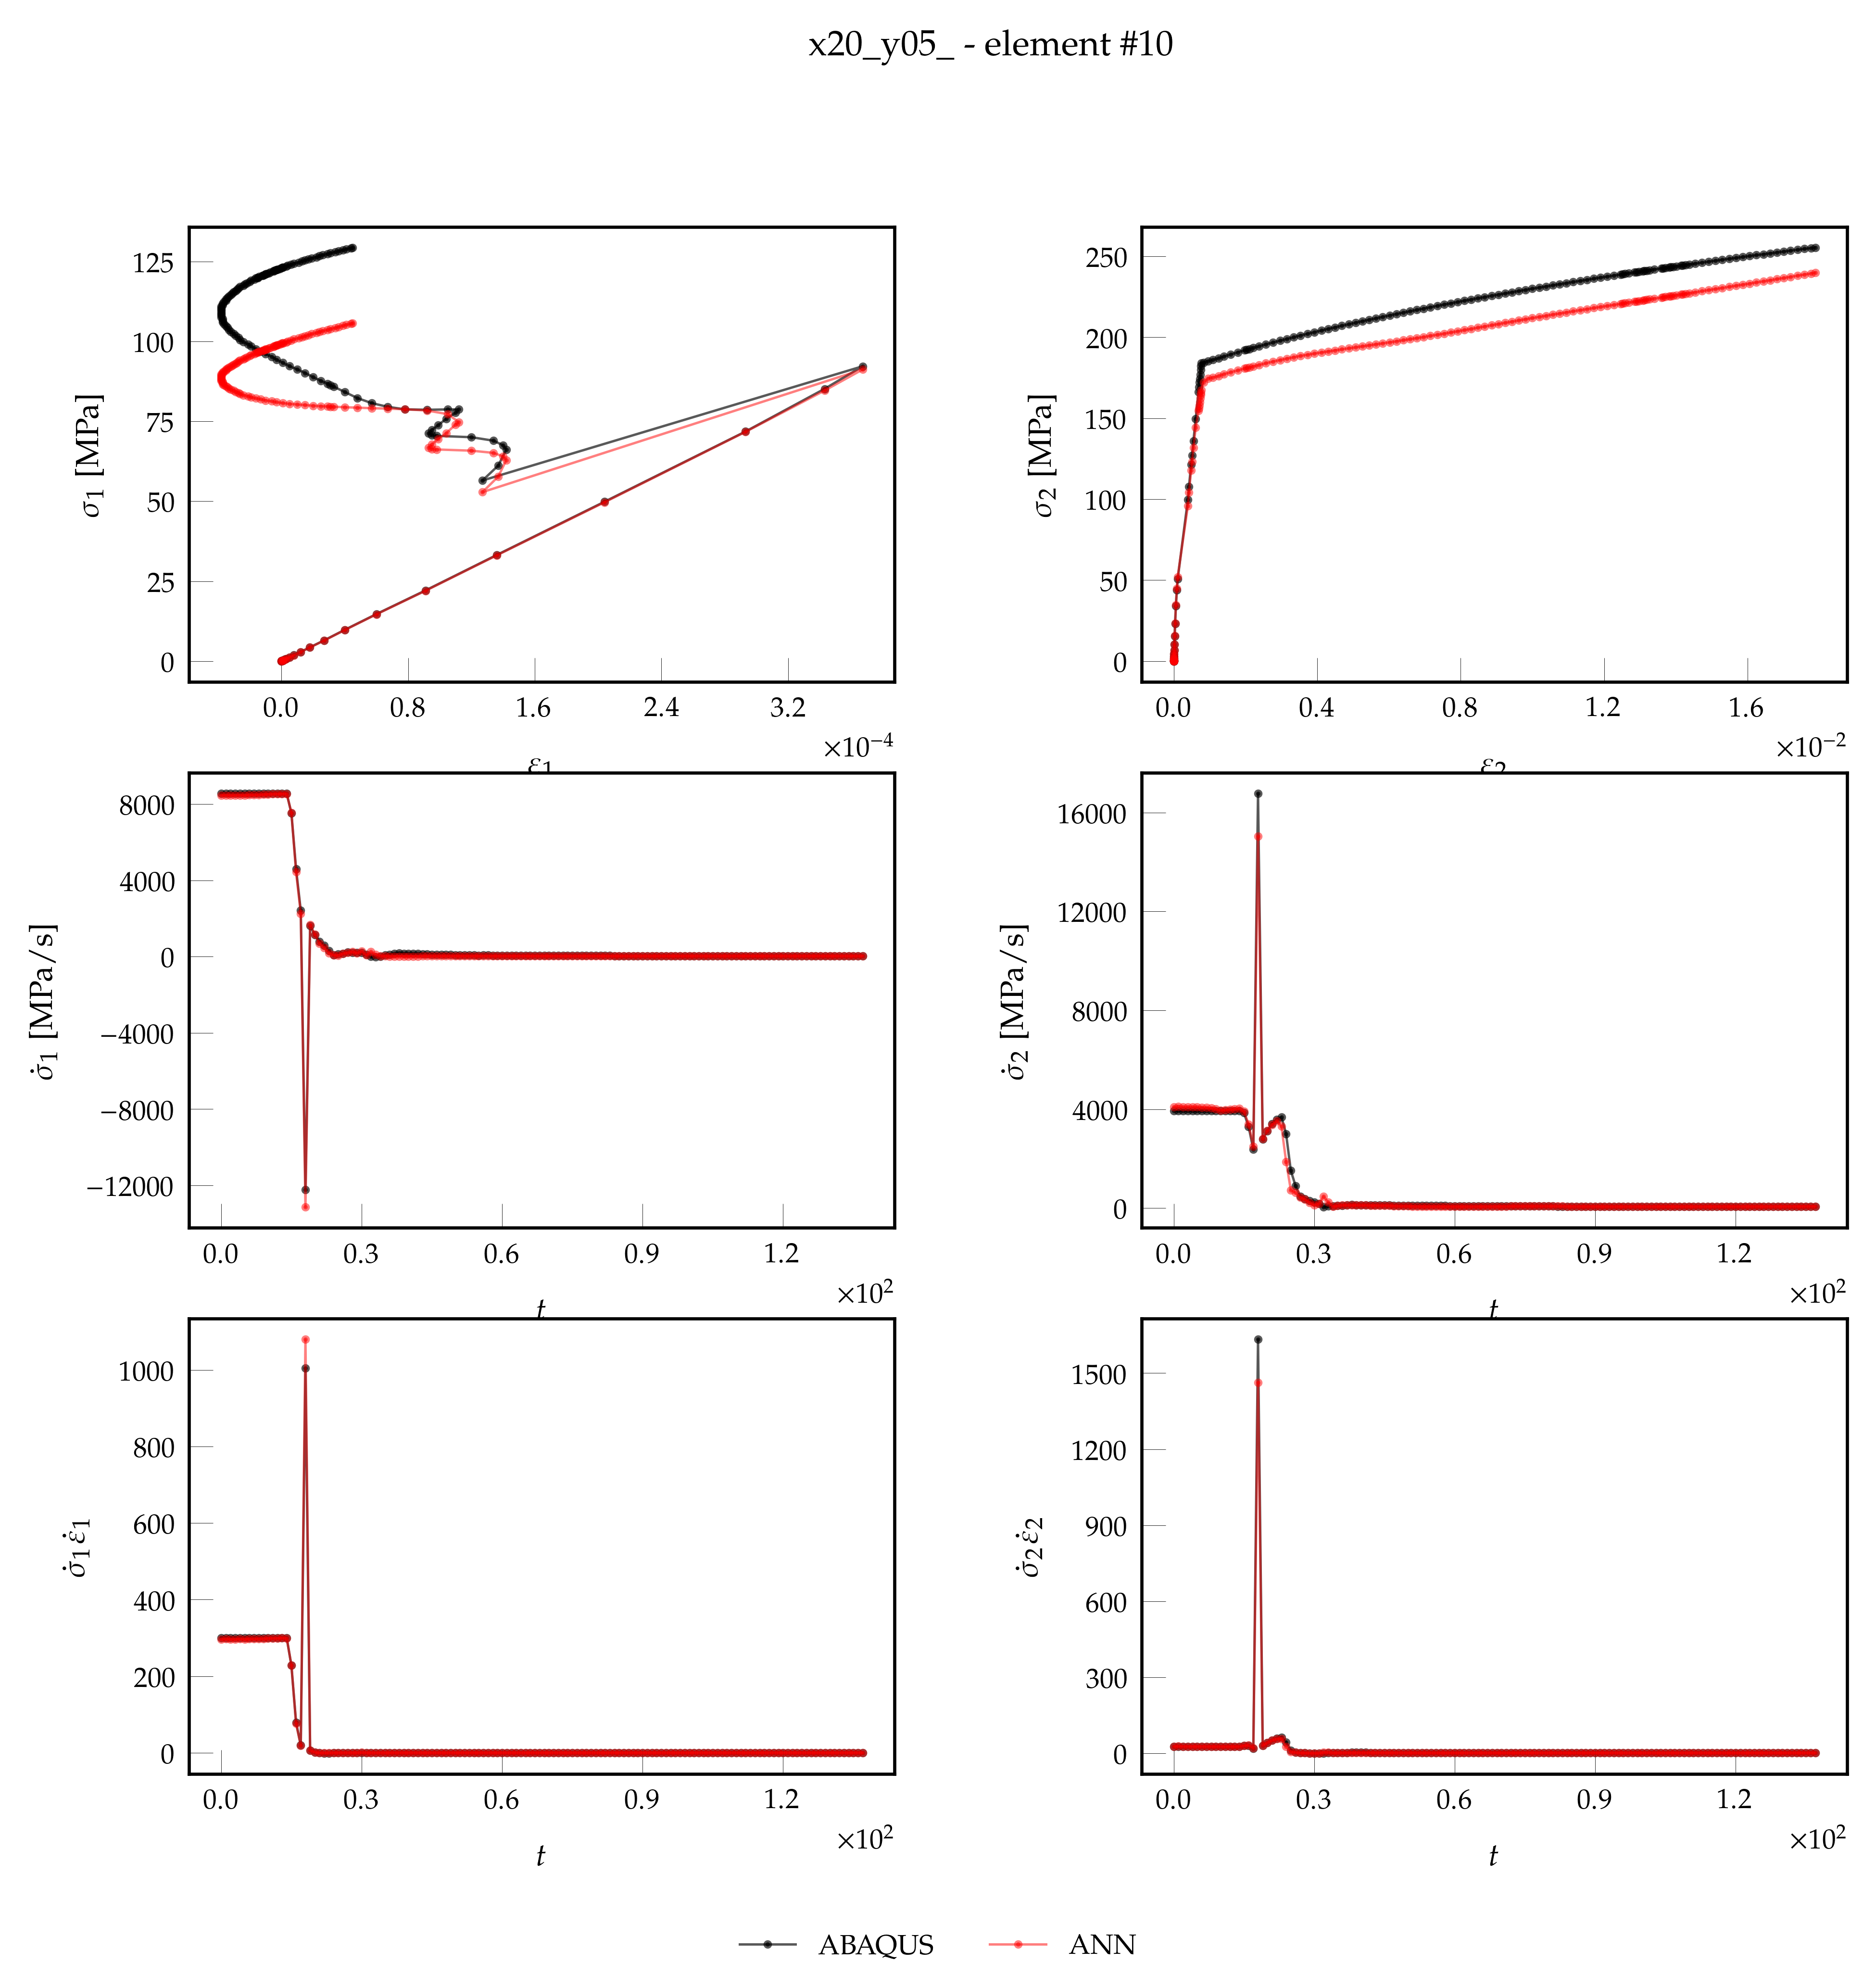 x20_y05_ - element #10
σ₁ [MPa]
125
100
75
50
25
0
0.0 0.8 1.6 2.4 3.2
×10⁻⁴
ε₁
σ₂ [MPa]
250
200
150
100
50
0
0.0 0.4 0.8 1.2 1.6
×10⁻²
ε₂
σ̇₁ [MPa/s]
8000
4000
0
−4000
−8000
−12000
0.0 0.3 0.6 0.9 1.2
×10²
t
σ̇₂ [MPa/s]
16000
12000
8000
4000
0
0.0 0.3 0.6 0.9 1.2
×10²
t
σ̇₁ε̇₁
1000
800
600
400
200
0
0.0 0.3 0.6 0.9 1.2
×10²
t
σ̇₂ε̇₂
1500
1200
900
600
300
0
0.0 0.3 0.6 0.9 1.2
×10²
t
ABAQUS ANN